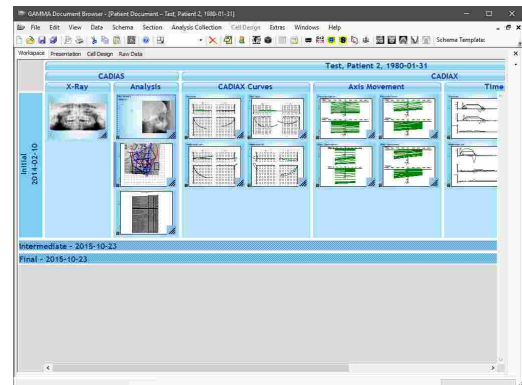 GAMMA Document Browser - [Patient Document - Test, Patient 2, 1980-01-31]
File Edit View Data Schema Section Analysis Collection Cell Design Extras Windows Help
Schema Template:
Workspace Presentation Cell Design Raw Data
Test, Patient 2, 1980-01-31
CADIAS CADIAX
X-Ray Analysis CADIAX Curves Axis Movement Time
Initial
2014-02-10
Intermediate - 2015-10-23
Final - 2015-10-23